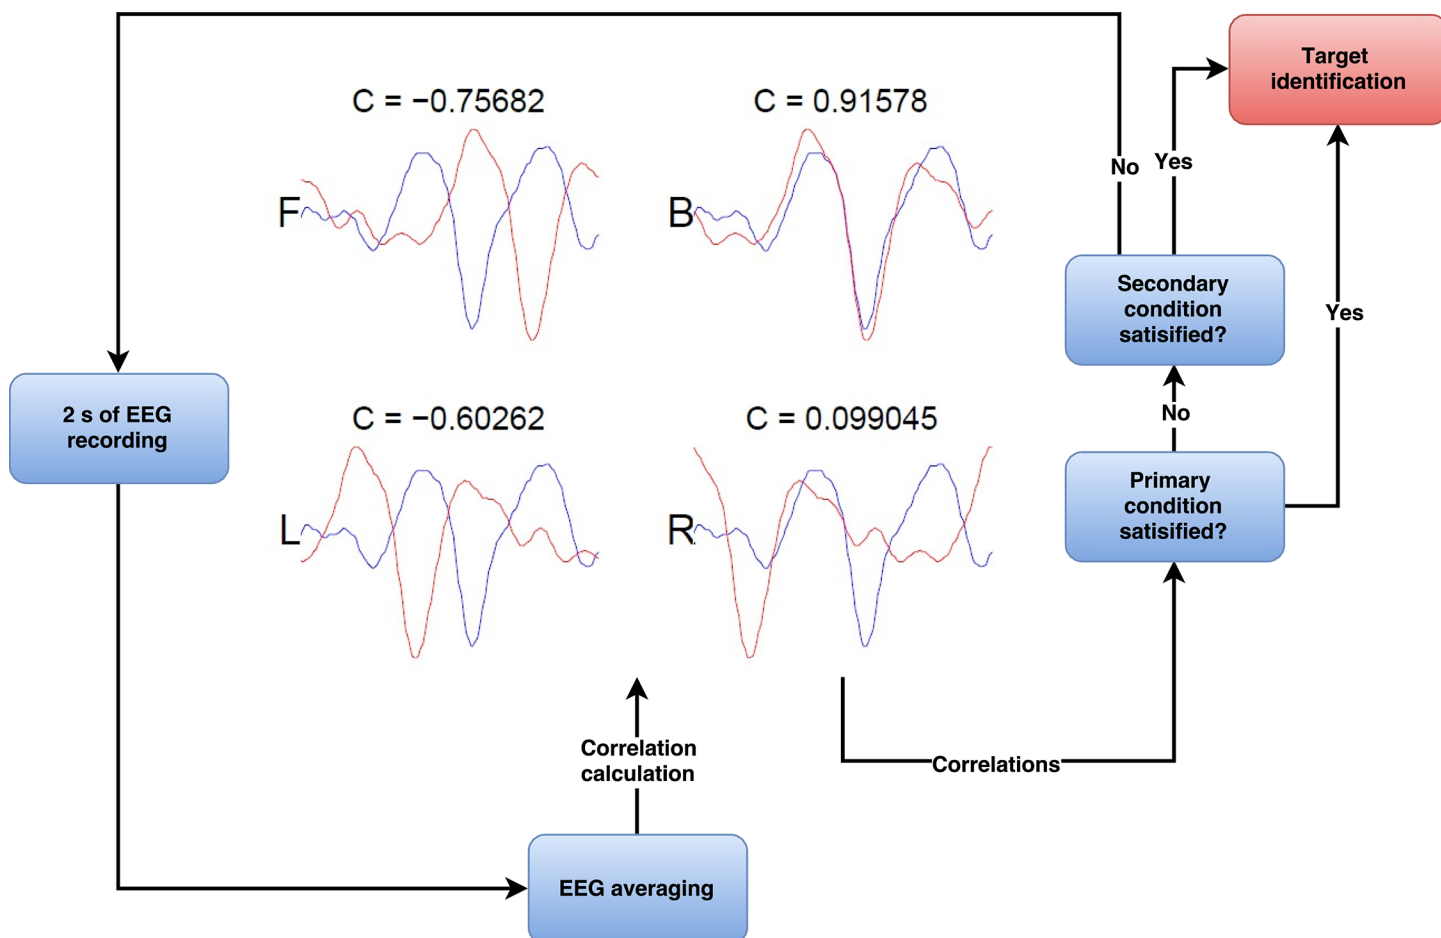 Target
identification
C = −0.75682
C = 0.91578
No
Yes
F
B
Secondary
condition
satisified?
Yes
2 s of EEG
recording
No
C = −0.60262
C = 0.099045
Primary
condition
satisified?
L
R
Correlation
calculation
Correlations
EEG averaging